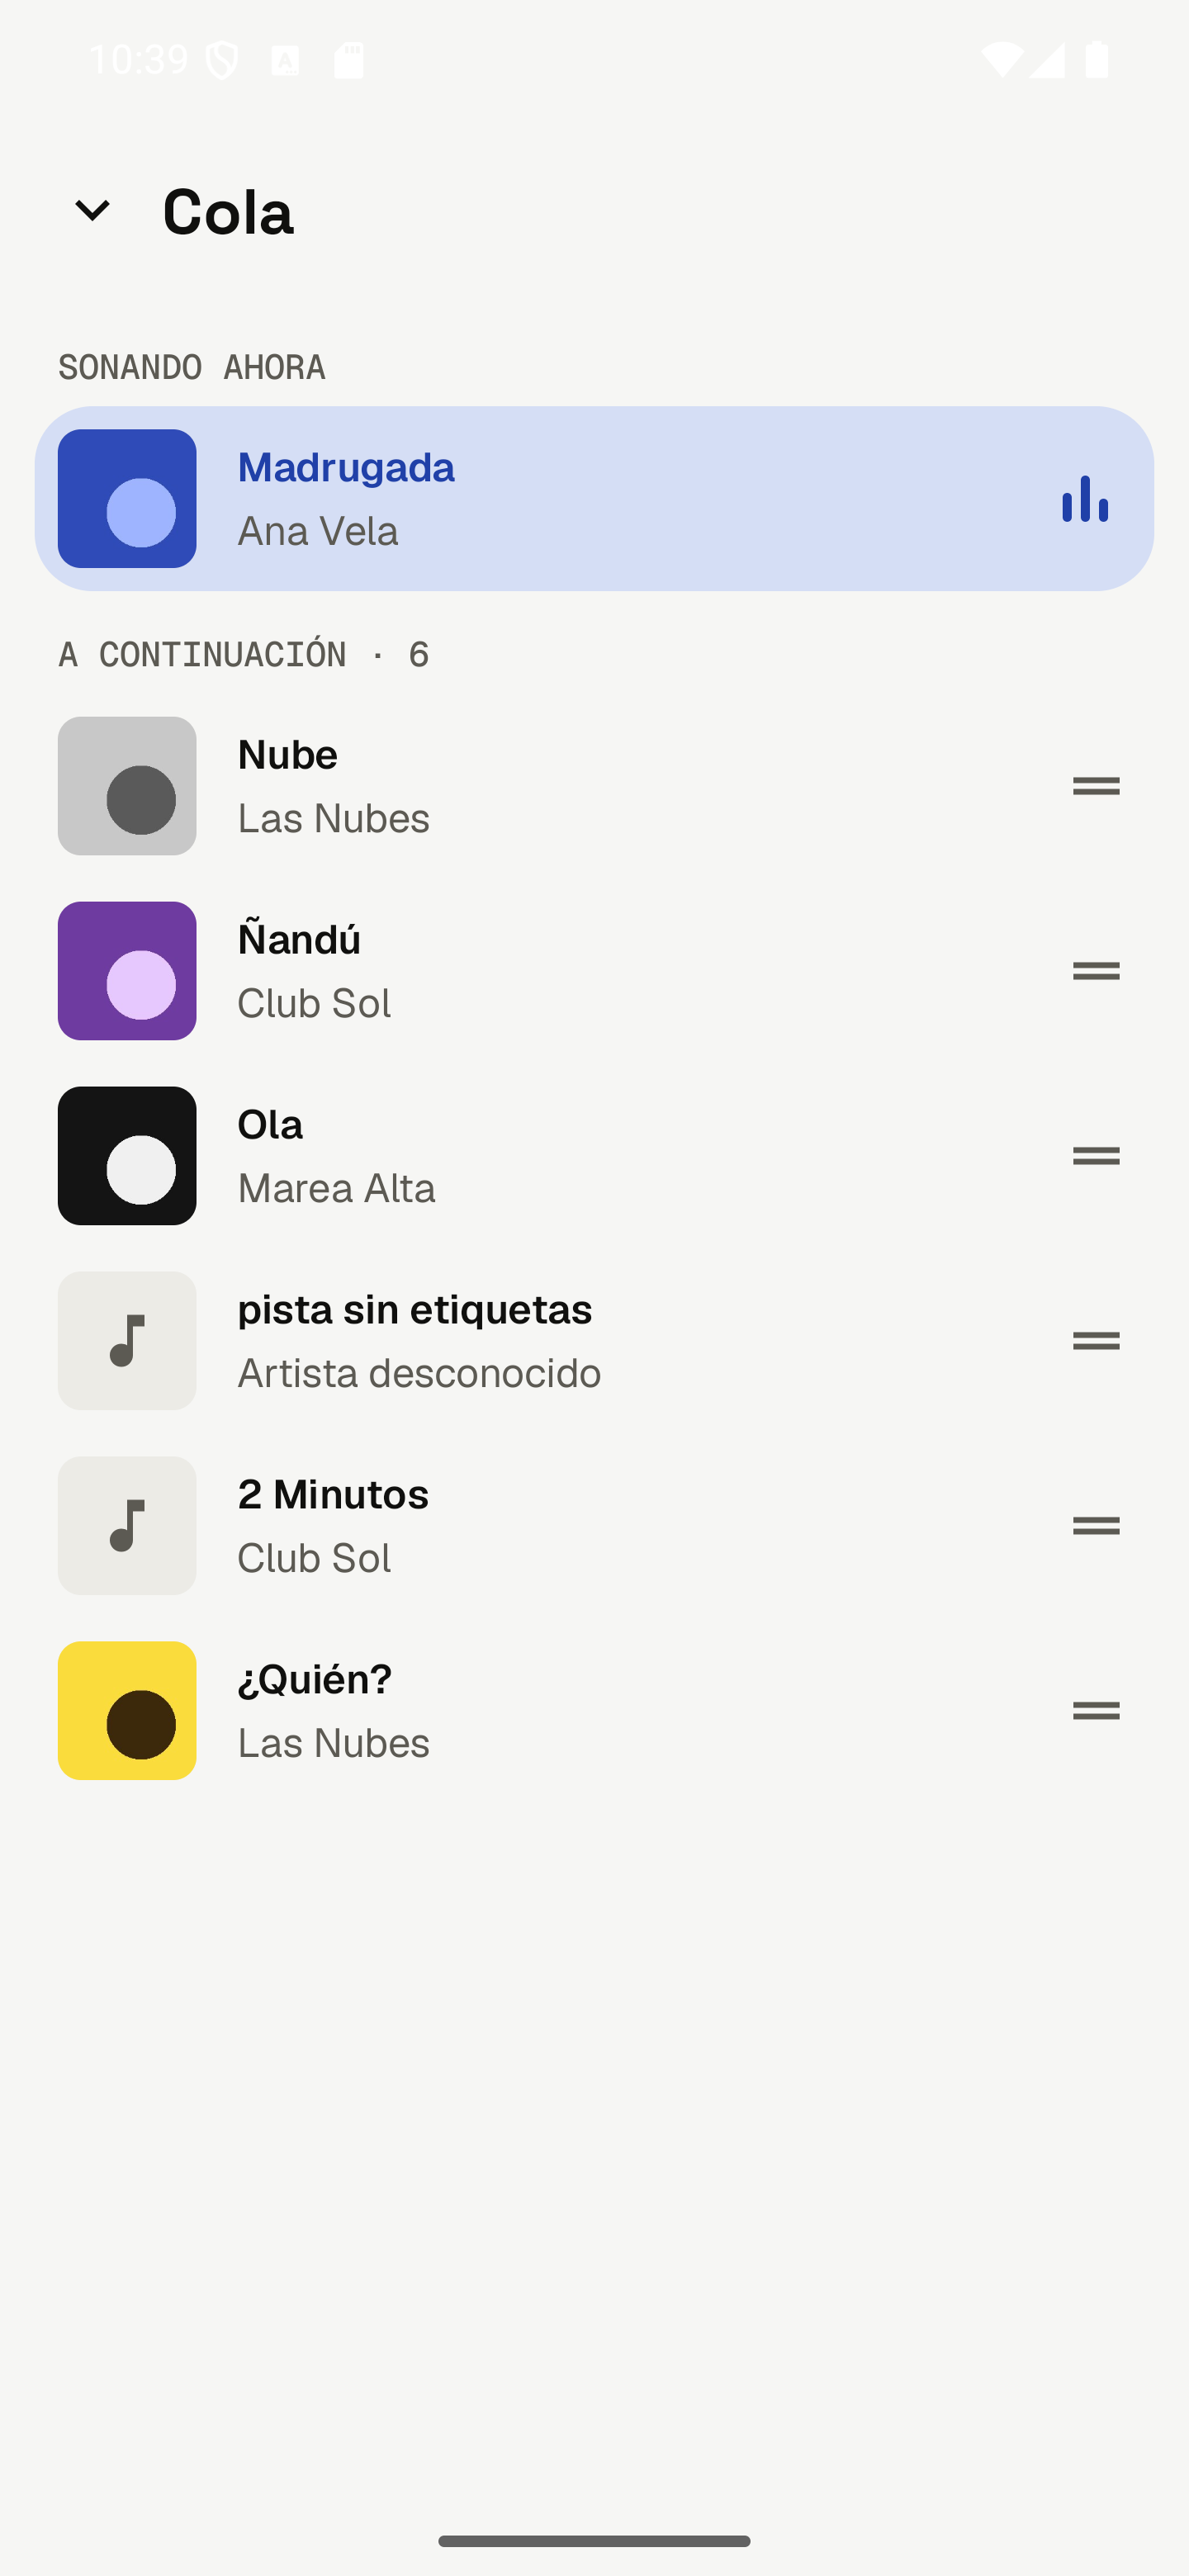 10:39
Cola
SONANDO AHORA
Madrugada
Ana Vela
A CONTINUACIÓN · 6
Nube
Las Nubes
Ñandú
Club Sol
Ola
Marea Alta
pista sin etiquetas
Artista desconocido
2 Minutos
Club Sol
¿Quién?
Las Nubes